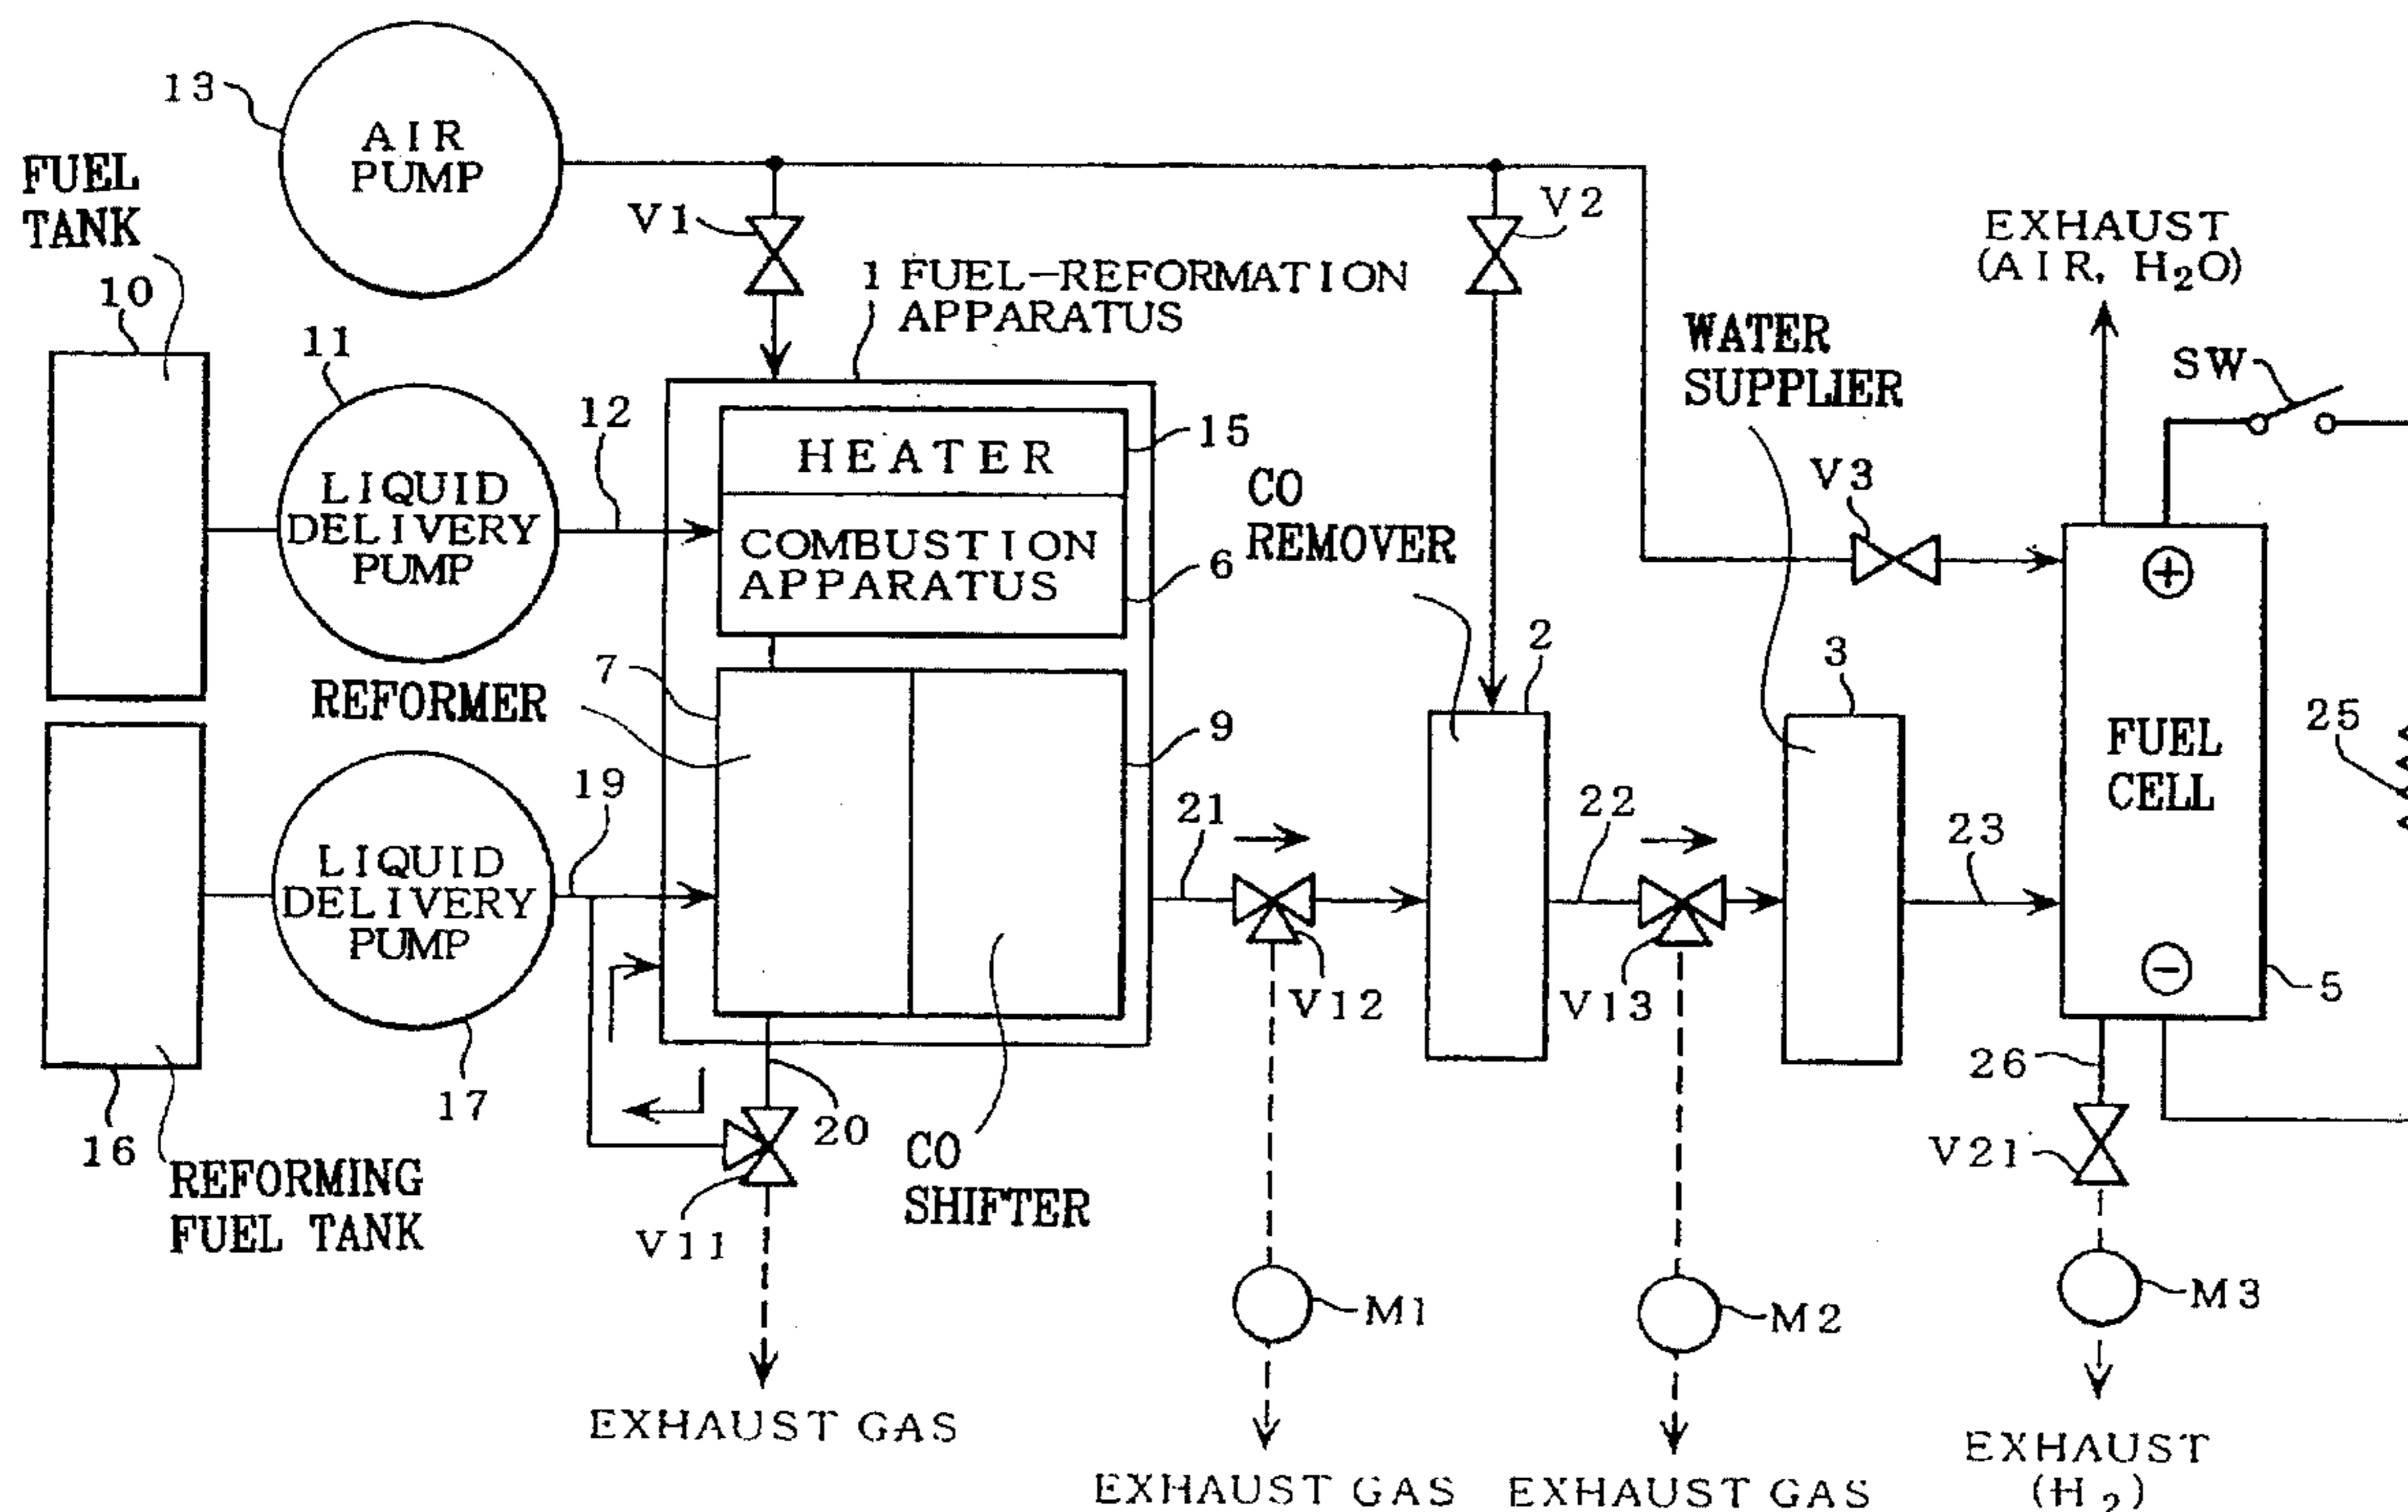 13
AIR
PUMP
FUEL
TANK
10
V1
V2
1 FUEL-REFORMATION
APPARATUS
EXHAUST
(AIR, H₂O)
WATER
SUPPLIER
SW
11
12
LIQUID
DELIVERY
PUMP
HEATER
15
COMBUSTION
APPARATUS
6
CO
REMOVER
V3
+
REFORMER
7
9
2
3
FUEL
CELL
25
LIQUID
DELIVERY
PUMP
19
21
22
23
V12
V13
−
5
16
17
20
26
REFORMING
FUEL TANK
V11
CO
SHIFTER
V21
M1
M2
M3
EXHAUST GAS
EXHAUST GAS
EXHAUST GAS
EXHAUST
(H₂)